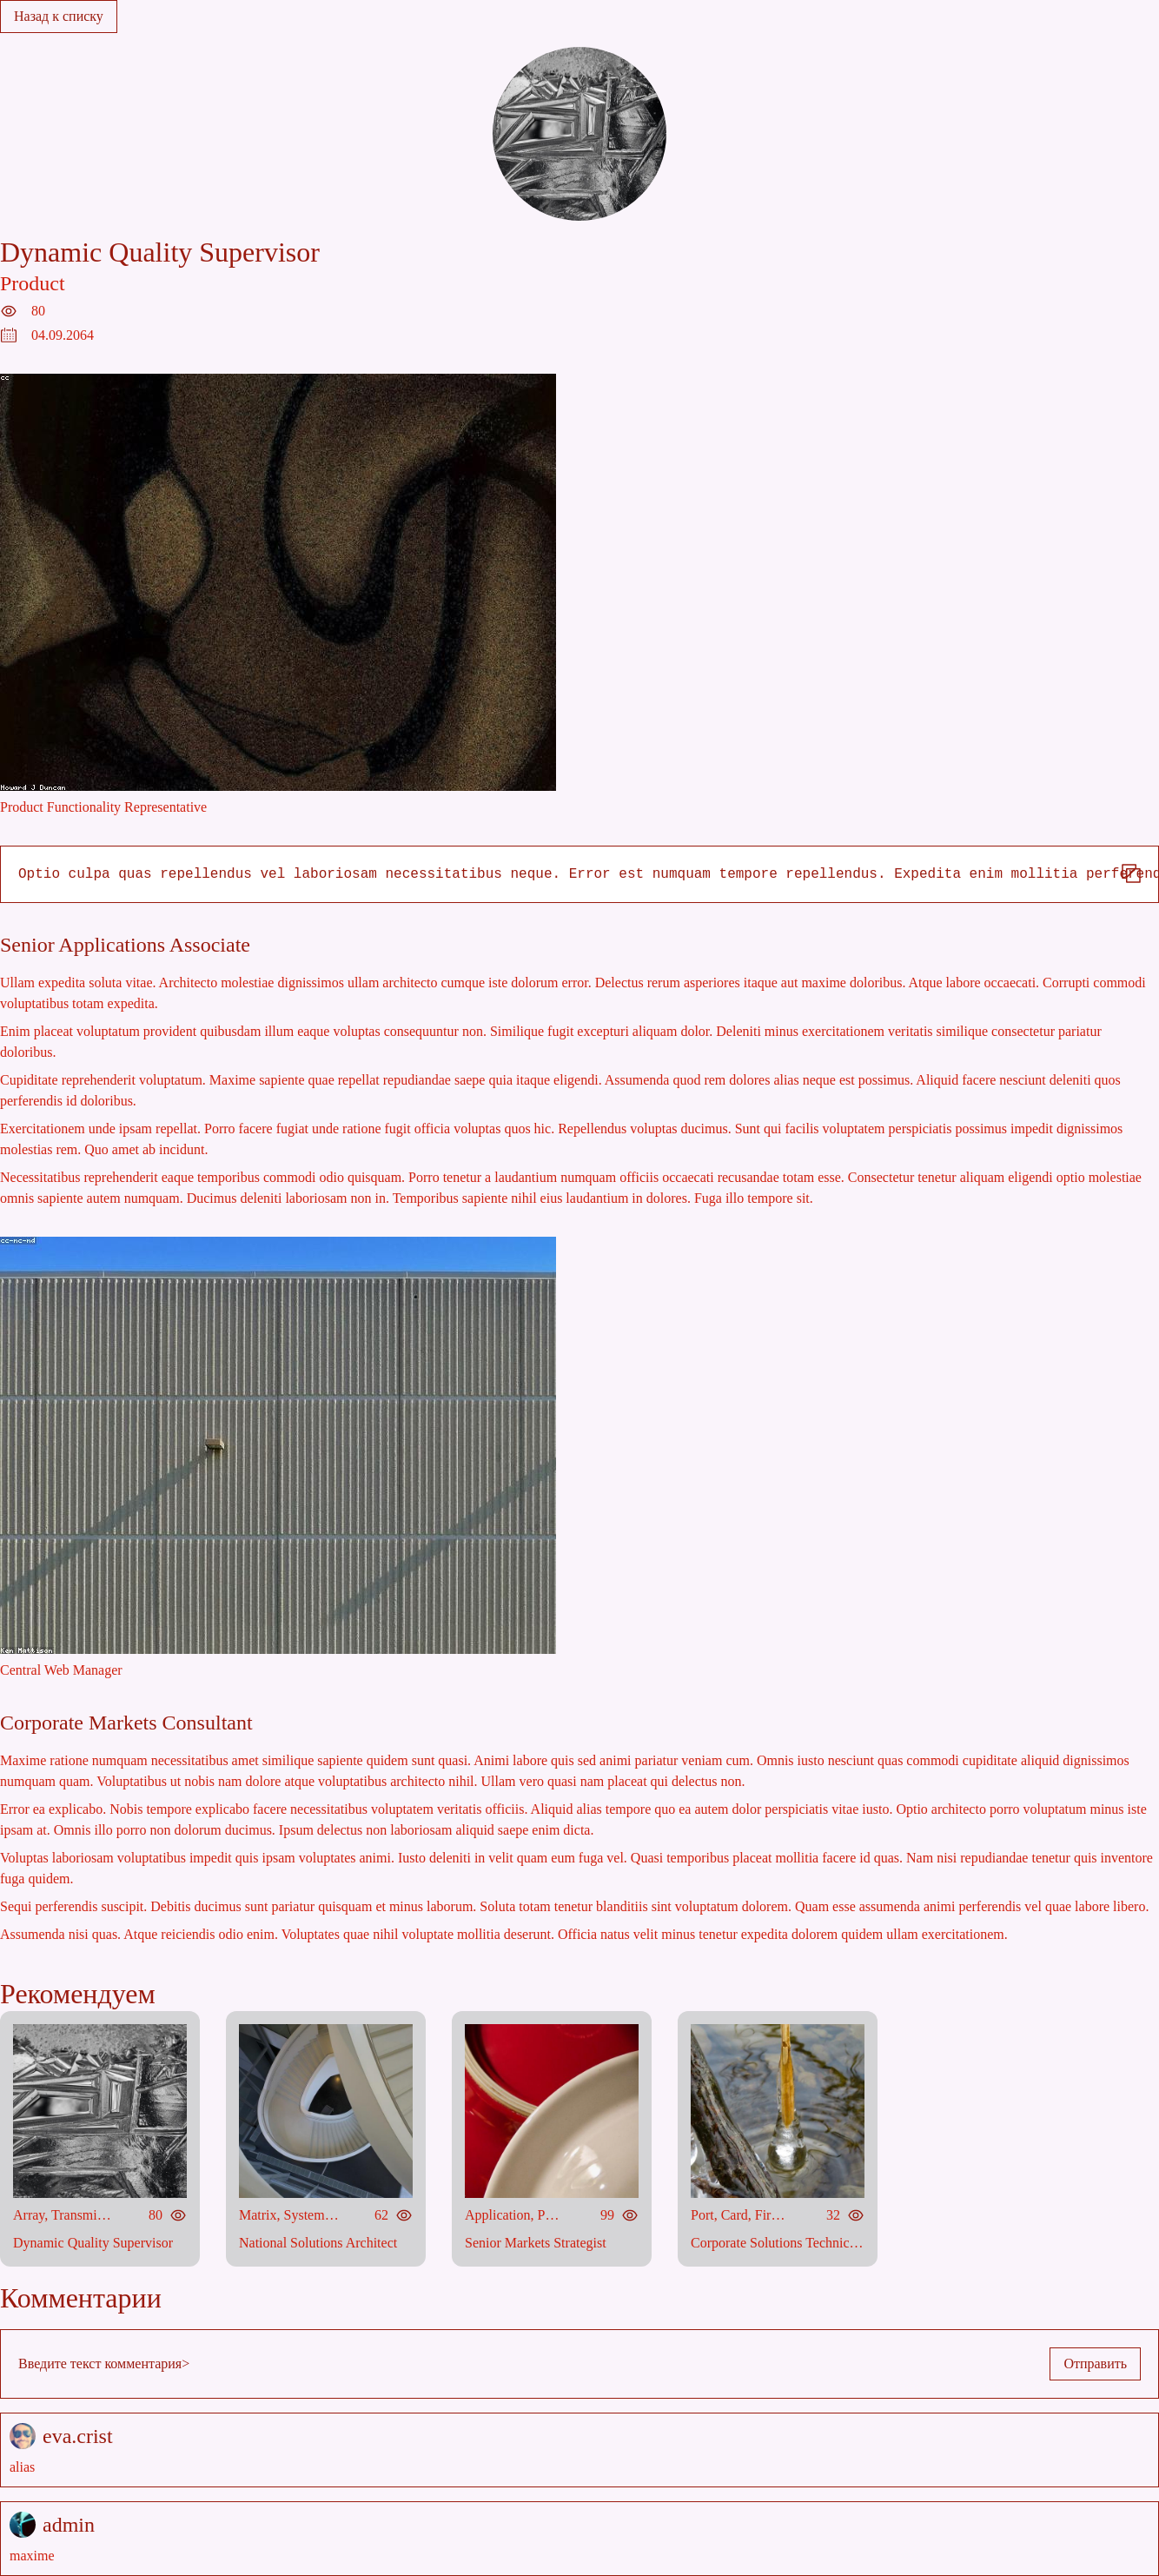 Назад к списку
Dynamic Quality Supervisor
Product
80
04.09.2064
cc
Howard J Duncan
Product Functionality Representative
Optio culpa quas repellendus vel laboriosam necessitatibus neque. Error est numquam tempore repellendus. Expedita enim mollitia perferend
Senior Applications Associate
Ullam expedita soluta vitae. Architecto molestiae dignissimos ullam architecto cumque iste dolorum error. Delectus rerum asperiores itaque aut maxime doloribus. Atque labore occaecati. Corrupti commodi
voluptatibus totam expedita.
Enim placeat voluptatum provident quibusdam illum eaque voluptas consequuntur non. Similique fugit excepturi aliquam dolor. Deleniti minus exercitationem veritatis similique consectetur pariatur
doloribus.
Cupiditate reprehenderit voluptatum. Maxime sapiente quae repellat repudiandae saepe quia itaque eligendi. Assumenda quod rem dolores alias neque est possimus. Aliquid facere nesciunt deleniti quos
perferendis id doloribus.
Exercitationem unde ipsam repellat. Porro facere fugiat unde ratione fugit officia voluptas quos hic. Repellendus voluptas ducimus. Sunt qui facilis voluptatem perspiciatis possimus impedit dignissimos
molestias rem. Quo amet ab incidunt.
Necessitatibus reprehenderit eaque temporibus commodi odio quisquam. Porro tenetur a laudantium numquam officiis occaecati recusandae totam esse. Consectetur tenetur aliquam eligendi optio molestiae
omnis sapiente autem numquam. Ducimus deleniti laboriosam non in. Temporibus sapiente nihil eius laudantium in dolores. Fuga illo tempore sit.
cc-nc-nd
Ken Mattison
Central Web Manager
Corporate Markets Consultant
Maxime ratione numquam necessitatibus amet similique sapiente quidem sunt quasi. Animi labore quis sed animi pariatur veniam cum. Omnis iusto nesciunt quas commodi cupiditate aliquid dignissimos
numquam quam. Voluptatibus ut nobis nam dolore atque voluptatibus architecto nihil. Ullam vero quasi nam placeat qui delectus non.
Error ea explicabo. Nobis tempore explicabo facere necessitatibus voluptatem veritatis officiis. Aliquid alias tempore quo ea autem dolor perspiciatis vitae iusto. Optio architecto porro voluptatum minus iste
ipsam at. Omnis illo porro non dolorum ducimus. Ipsum delectus non laboriosam aliquid saepe enim dicta.
Voluptas laboriosam voluptatibus impedit quis ipsam voluptates animi. Iusto deleniti in velit quam eum fuga vel. Quasi temporibus placeat mollitia facere id quas. Nam nisi repudiandae tenetur quis inventore
fuga quidem.
Sequi perferendis suscipit. Debitis ducimus sunt pariatur quisquam et minus laborum. Soluta totam tenetur blanditiis sint voluptatum dolorem. Quam esse assumenda animi perferendis vel quae labore libero.
Assumenda nisi quas. Atque reiciendis odio enim. Voluptates quae nihil voluptate mollitia deserunt. Officia natus velit minus tenetur expedita dolorem quidem ullam exercitationem.
Рекомендуем
Array, Transmi… 80
Dynamic Quality Supervisor
Matrix, System… 62
National Solutions Architect
Application, P… 99
Senior Markets Strategist
Port, Card, Fir… 32
Corporate Solutions Technic…
Комментарии
Введите текст комментария> Отправить
eva.crist
alias
admin
maxime